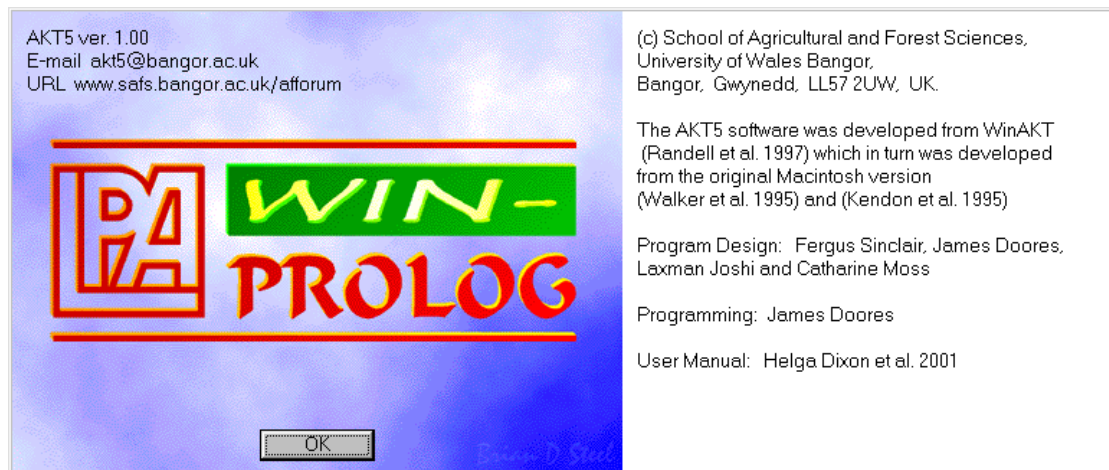 AKT5 ver. 1.00
E-mail akt5@bangor.ac.uk
URL www.safs.bangor.ac.uk/afforum
LPA
WIN-
PROLOG
OK
Brian D Steel
(c) School of Agricultural and Forest Sciences,
University of Wales Bangor,
Bangor, Gwynedd, LL57 2UW, UK.
The AKT5 software was developed from WinAKT
(Randell et al. 1997) which in turn was developed
from the original Macintosh version
(Walker et al. 1995) and (Kendon et al. 1995)
Program Design: Fergus Sinclair, James Doores,
Laxman Joshi and Catharine Moss
Programming: James Doores
User Manual: Helga Dixon et al. 2001